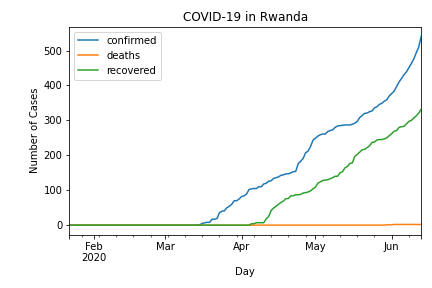 COVID-19 in Rwanda
confirmed
deaths
recovered
Number of Cases
500
400
300
200
100
0
Feb
2020
Mar
Apr
May
Jun
Day